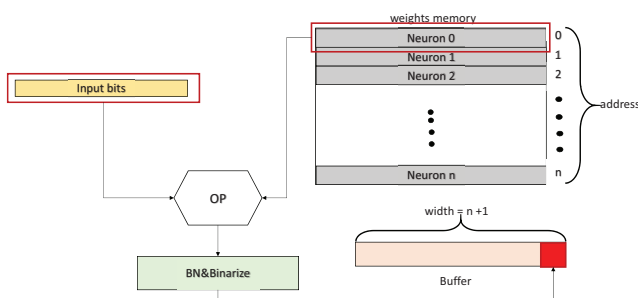 weights memory
Neuron 0
0
Neuron 1
1
Neuron 2
2
Input bits
address
Neuron n
n
OP
width = n +1
BN&Binarize
Buffer